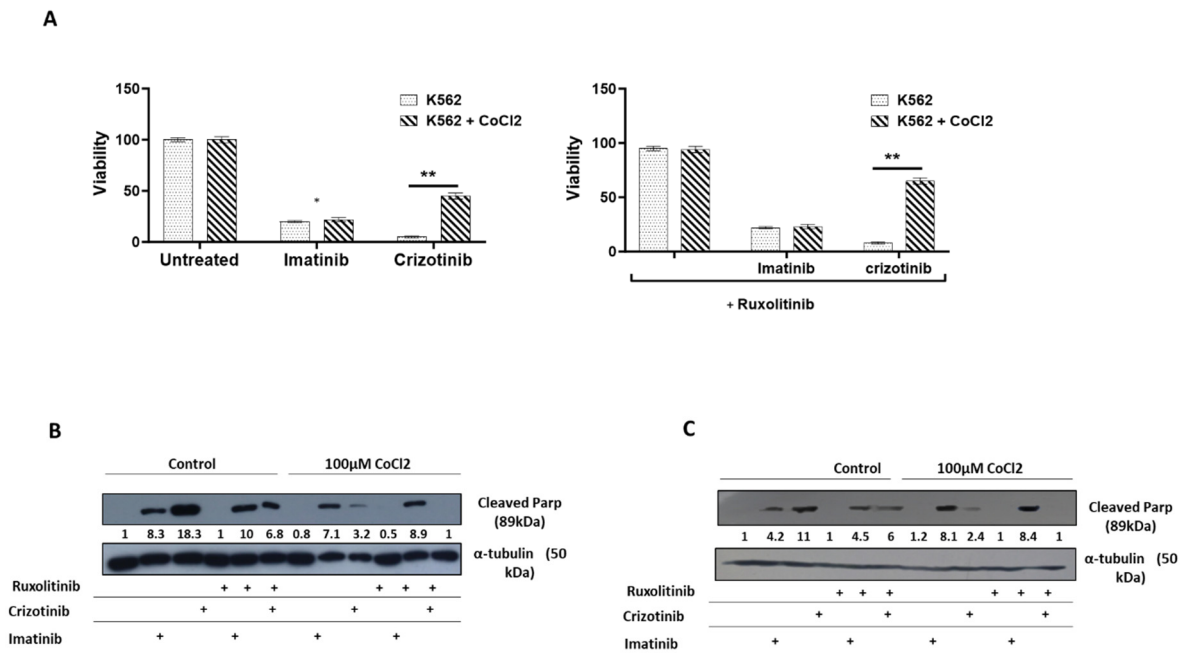 A
150
100
50
0
Viability
K562
K562 + CoCl2
*
**
Untreated Imatinib Crizotinib
150
100
50
0
Viability
K562
K562 + CoCl2
**
Imatinib crizotinib
+ Ruxolitinib
B
Control 100µM CoCl2
Cleaved Parp
(89kDa)
1 8.3 18.3 1 10 6.8 0.8 7.1 3.2 0.5 8.9 1
α-tubulin (50
kDa)
Ruxolitinib + + + + + +
Crizotinib + + + +
Imatinib + + + +
C
Control 100µM CoCl2
Cleaved Parp
(89kDa)
1 4.2 11 1 4.5 6 1.2 8.1 2.4 1 8.4 1
α-tubulin (50
kDa)
Ruxolitinib + + + + + +
Crizotinib + + + +
Imatinib + + + +